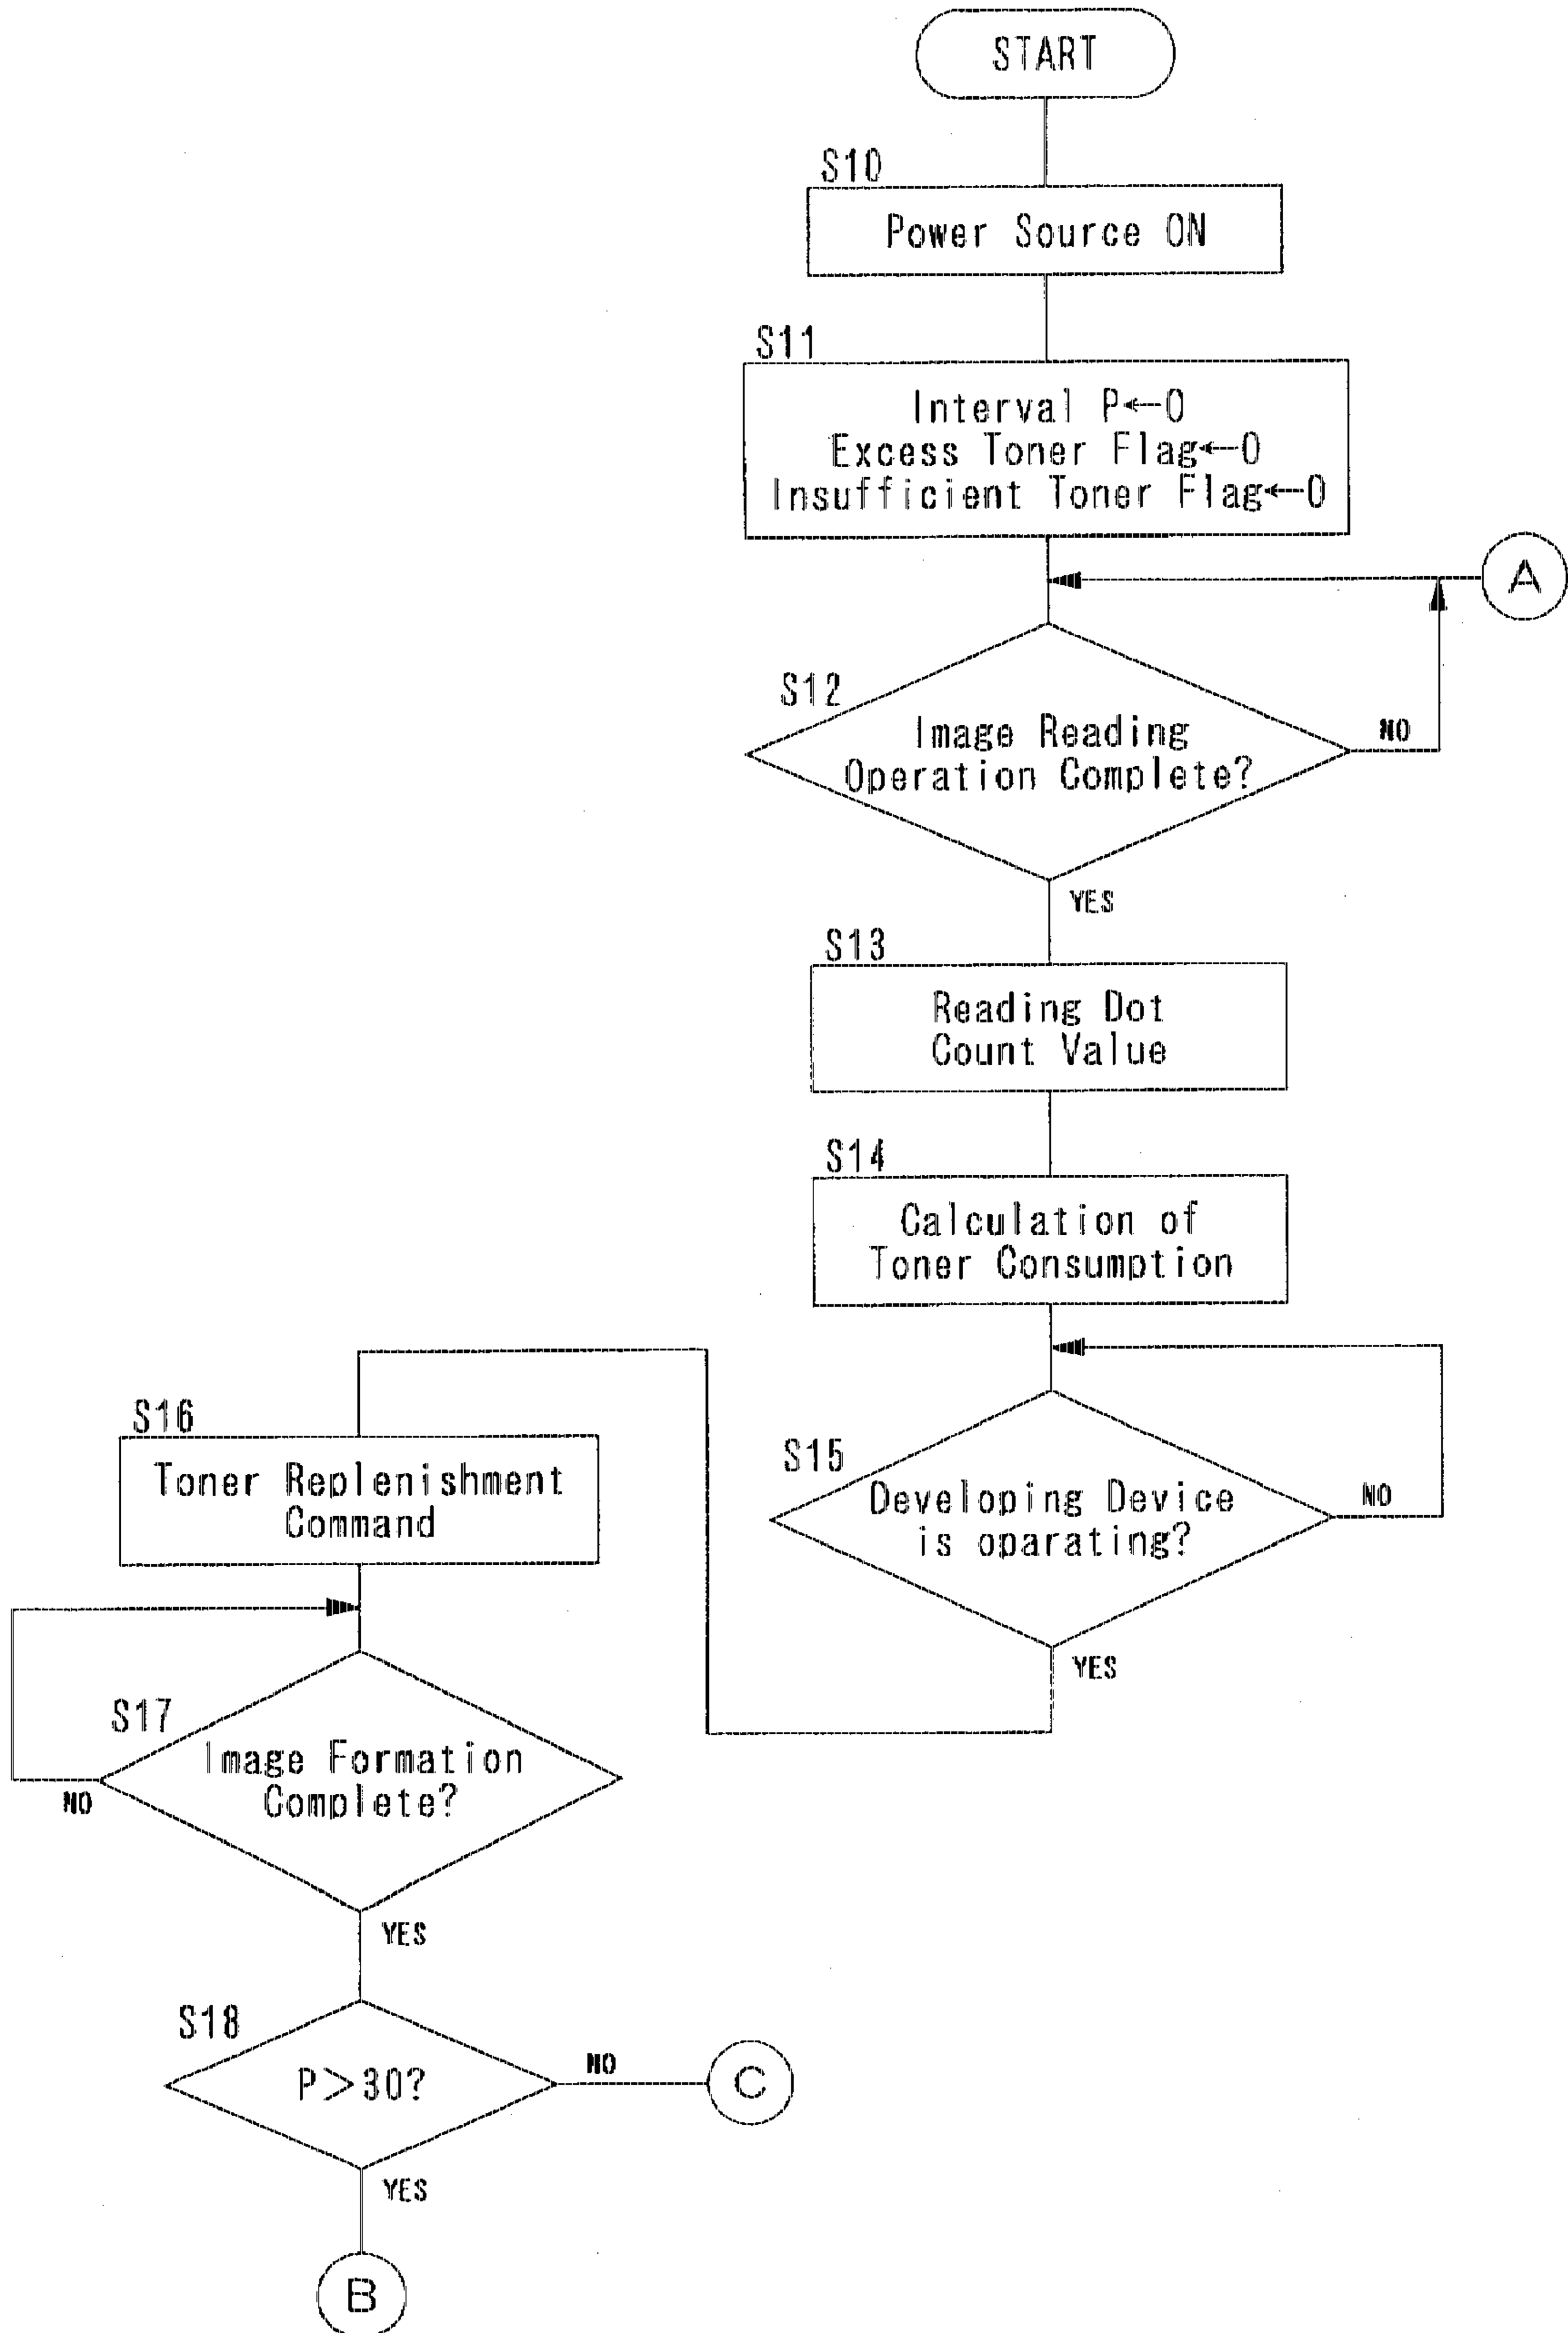 START
S10
Power Source ON
S11
Interval P←0
Excess Toner Flag←0
Insufficient Toner Flag←0
A
S12
Image Reading
Operation Complete?
NO
YES
S13
Reading Dot
Count Value
S14
Calculation of
Toner Consumption
S15
Developing Device
is oparating?
NO
YES
S16
Toner Replenishment
Command
S17
Image Formation
Complete?
NO
YES
S18
P>30?
NO
C
YES
B